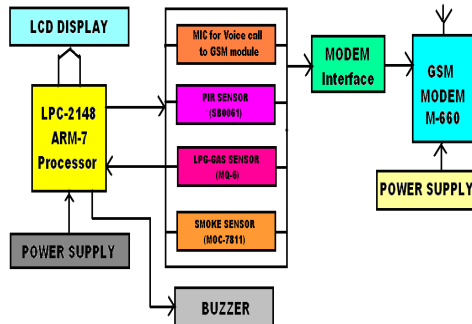 LCD DISPLAY
MIC for Voice call
to GSM module
MODEM
Interface
GSM
MODEM
M-660
LPC-2148
ARM-7
Processor
PIR SENSOR
(SB0061)
LPG-GAS SENSOR
(MQ-6)
SMOKE SENSOR
(MOC-7811)
POWER SUPPLY
POWER SUPPLY
BUZZER